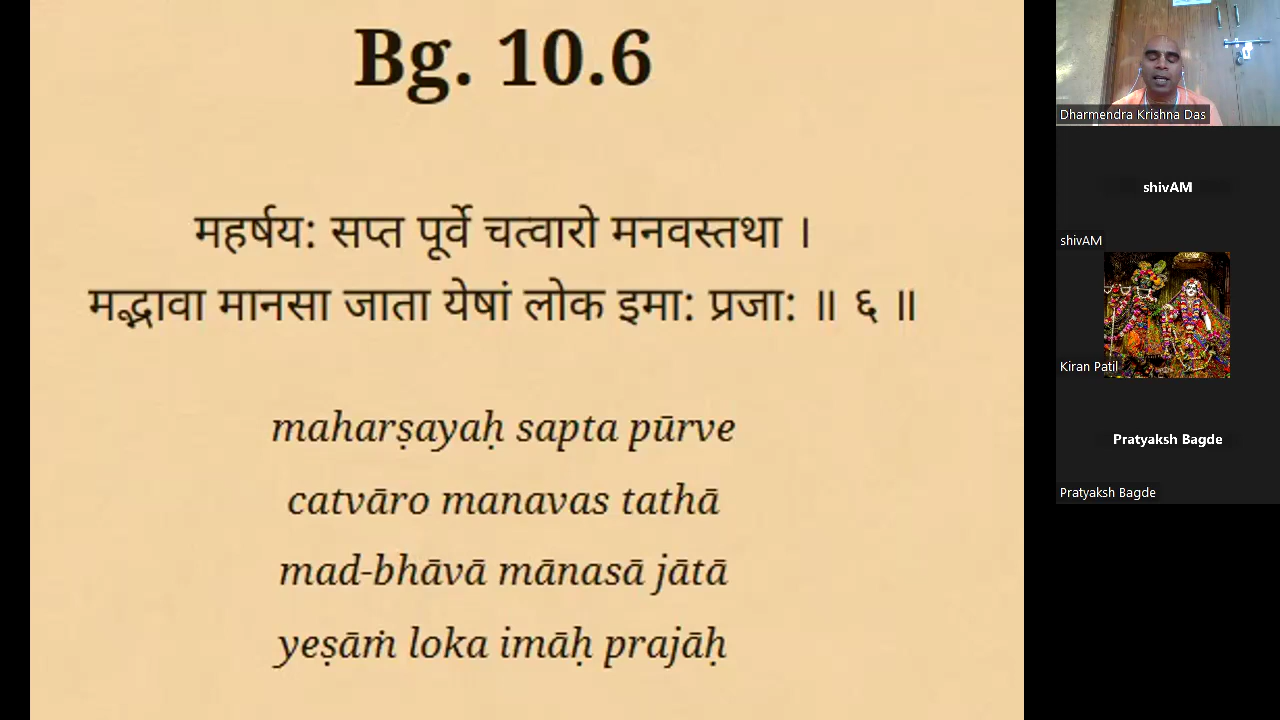 Bg. 10.6
महर्षय: सप्त पूर्वे चत्वारो मनवस्तथा ।
मद्भ‍ावा मानसा जाता येषां लोक इमा: प्रजा: ॥ ६ ॥
maharṣayaḥ sapta pūrve
catvāro manavas tathā
mad-bhāvā mānasā jātā
yeṣāṁ loka imāḥ prajāḥ
Dharmendra Krishna Das
shivAM
shivAM
Kiran Patil
Pratyaksh Bagde
Pratyaksh Bagde